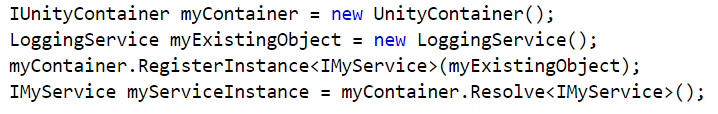 IUnityContainer myContainer = new UnityContainer();
LoggingService myExistingObject = new LoggingService();
myContainer.RegisterInstance<IMyService>(myExistingObject);
IMyService myServiceInstance = myContainer.Resolve<IMyService>();